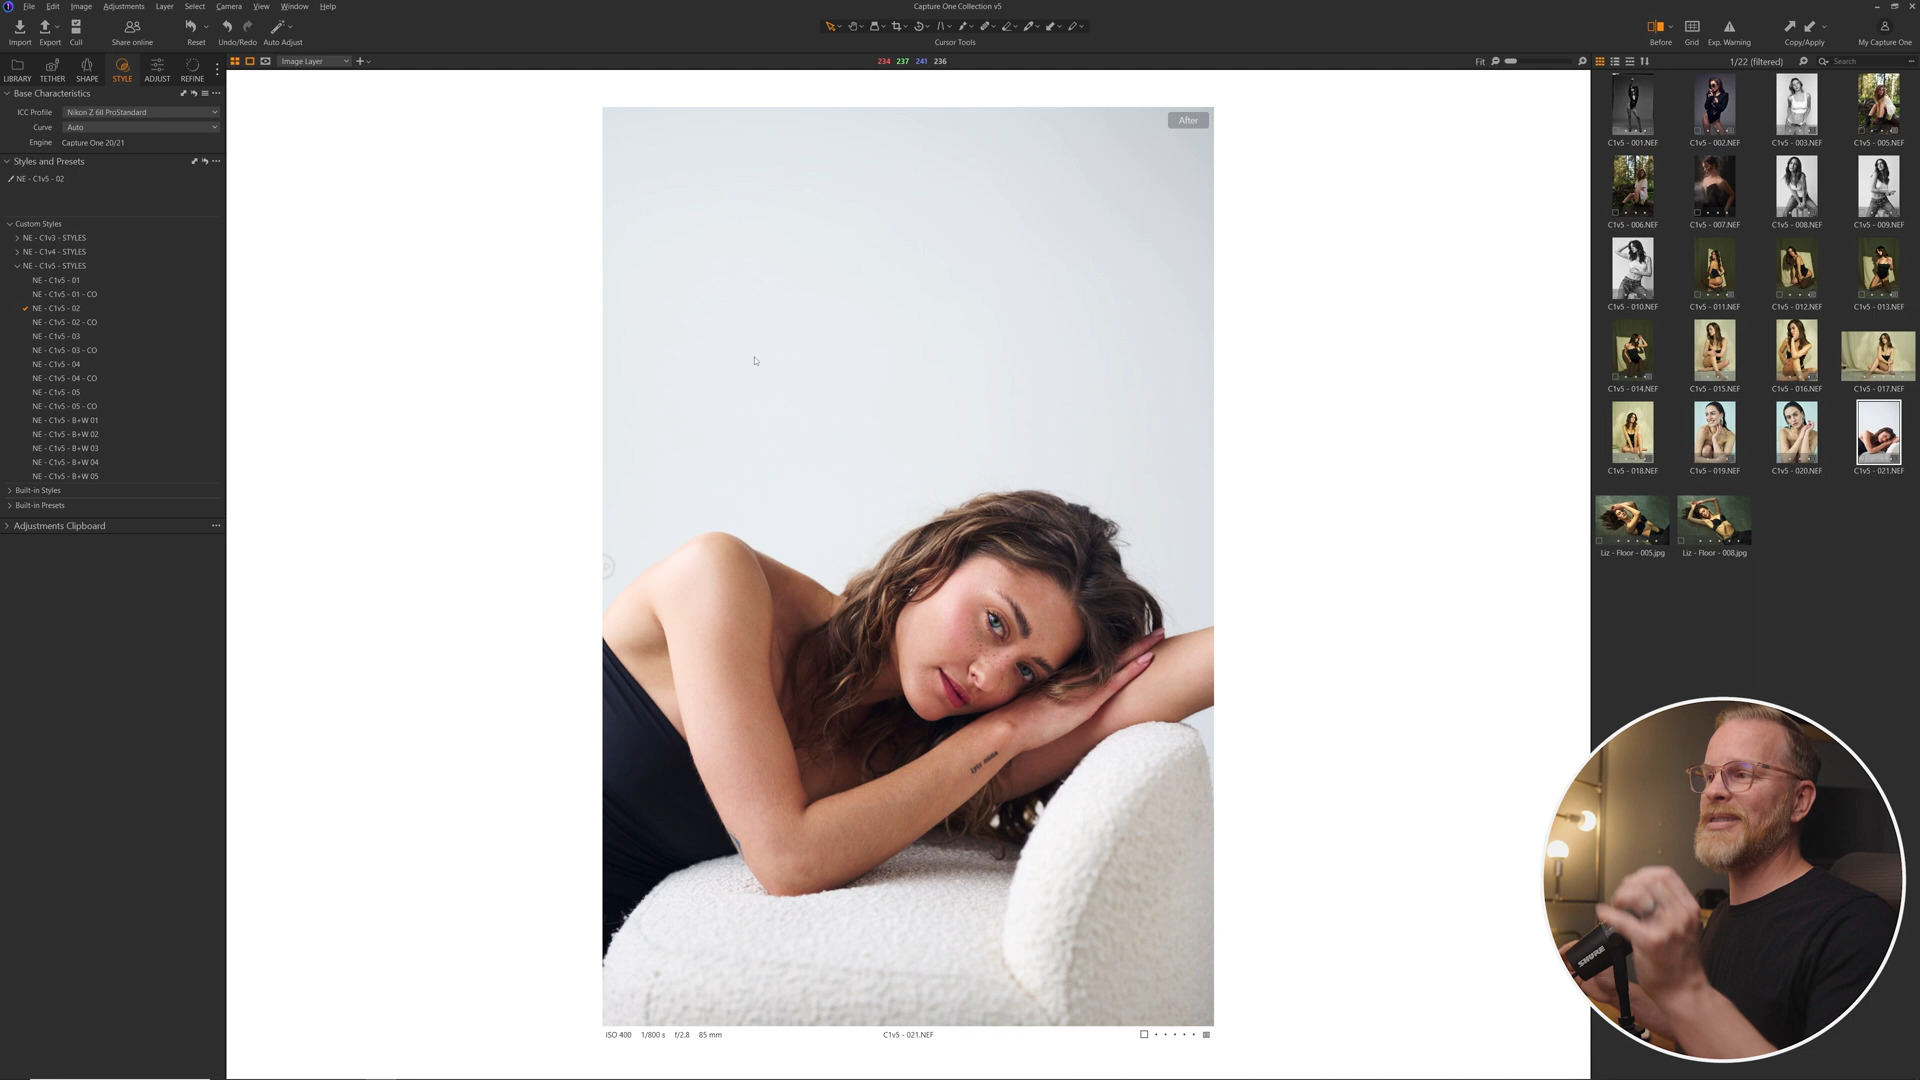 File Edit Image Adjustments Layer Select Camera View Window Help
Capture One Collection v5
Import Export Cull Share online Reset Undo/Redo Auto Adjust
Cursor Tools
Before Grid Exp. Warning Copy/Apply My Capture One
LIBRARY TETHER SHAPE STYLE ADJUST REFINE
Image Layer
234 237 241 236
Fit
1/22 (filtered)
Search
Base Characteristics
ICC Profile Nikon Z 6II ProStandard
Curve Auto
Engine Capture One 20/21
Styles and Presets
NE - C1v5 - 02
Custom Styles
NE - C1v3 - STYLES
NE - C1v4 - STYLES
NE - C1v5 - STYLES
NE - C1v5 - 01
NE - C1v5 - 01 - CO
NE - C1v5 - 02
NE - C1v5 - 02 - CO
NE - C1v5 - 03
NE - C1v5 - 03 - CO
NE - C1v5 - 04
NE - C1v5 - 04 - CO
NE - C1v5 - 05
NE - C1v5 - 05 - CO
NE - C1v5 - B+W 01
NE - C1v5 - B+W 02
NE - C1v5 - B+W 03
NE - C1v5 - B+W 04
NE - C1v5 - B+W 05
Built-in Styles
Built-in Presets
Adjustments Clipboard
After
ISO 400 1/800 s f/2.8 85 mm
C1v5 - 021.NEF
C1v5 - 001.NEF C1v5 - 002.NEF C1v5 - 003.NEF C1v5 - 005.NEF
C1v5 - 006.NEF C1v5 - 007.NEF C1v5 - 008.NEF C1v5 - 009.NEF
C1v5 - 010.NEF C1v5 - 011.NEF C1v5 - 012.NEF C1v5 - 013.NEF
C1v5 - 014.NEF C1v5 - 015.NEF C1v5 - 016.NEF C1v5 - 017.NEF
C1v5 - 018.NEF C1v5 - 019.NEF C1v5 - 020.NEF C1v5 - 021.NEF
Liz - Floor - 005.jpg Liz - Floor - 008.jpg
SHURE